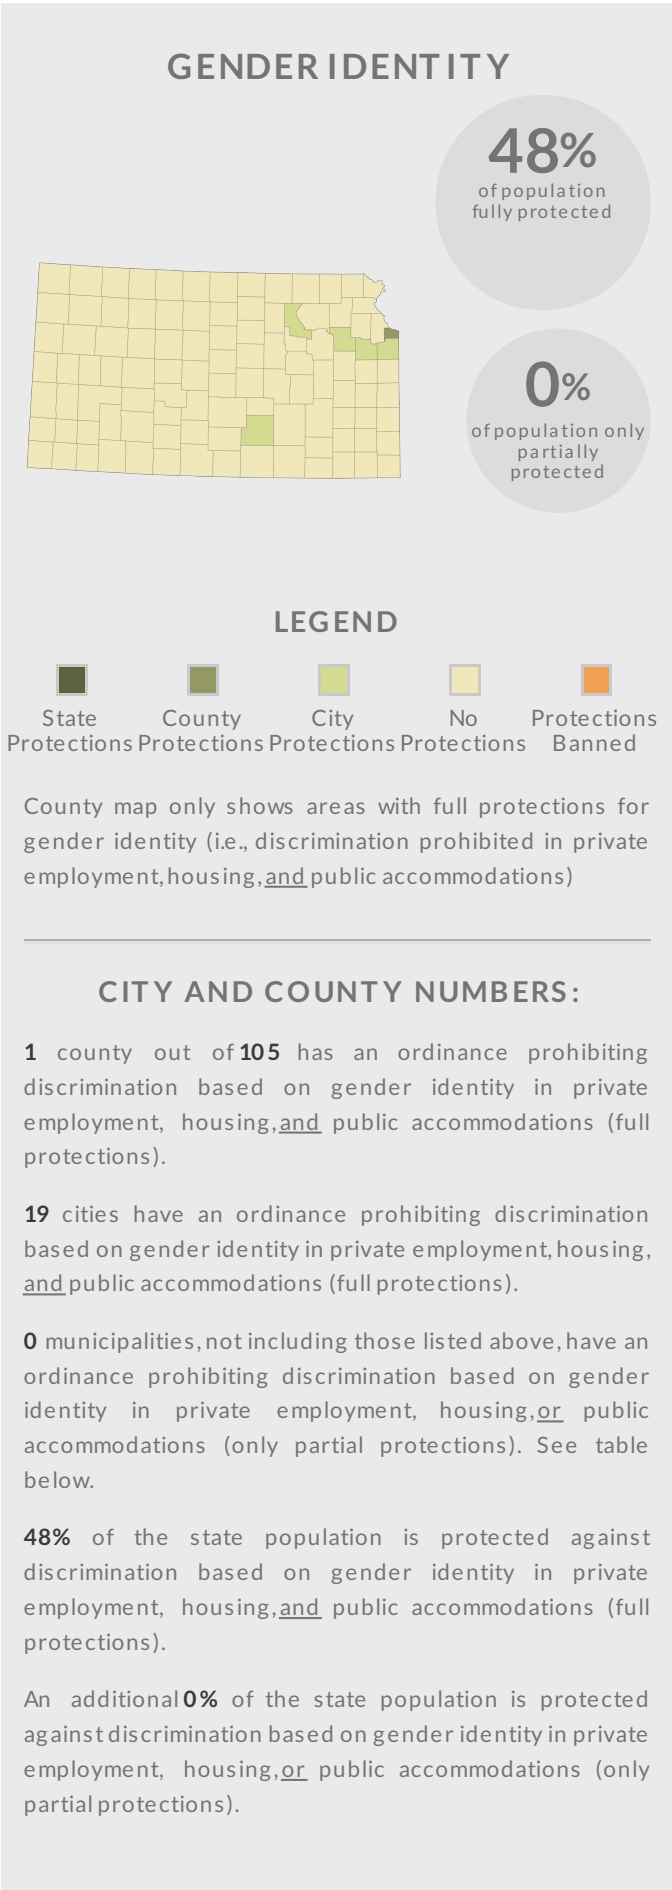 GENDER IDENTITY
48%
of population
fully protected
0%
of population only
partially
protected
LEGEND
State
Protections
County
Protections
City
Protections
No
Protections
Protections
Banned
County map only shows areas with full protections for
gender identity (i.e., discrimination prohibited in private
employment, housing, and public accommodations)
CITY AND COUNTY NUMBERS:
1 county out of 105 has an ordinance prohibiting
discrimination based on gender identity in private
employment, housing, and public accommodations (full
protections).
19 cities have an ordinance prohibiting discrimination
based on gender identity in private employment, housing,
and public accommodations (full protections).
0 municipalities, not including those listed above, have an
ordinance prohibiting discrimination based on gender
identity in private employment, housing, or public
accommodations (only partial protections). See table
below.
48% of the state population is protected against
discrimination based on gender identity in private
employment, housing, and public accommodations (full
protections).
An additional 0% of the state population is protected
against discrimination based on gender identity in private
employment, housing, or public accommodations (only
partial protections).